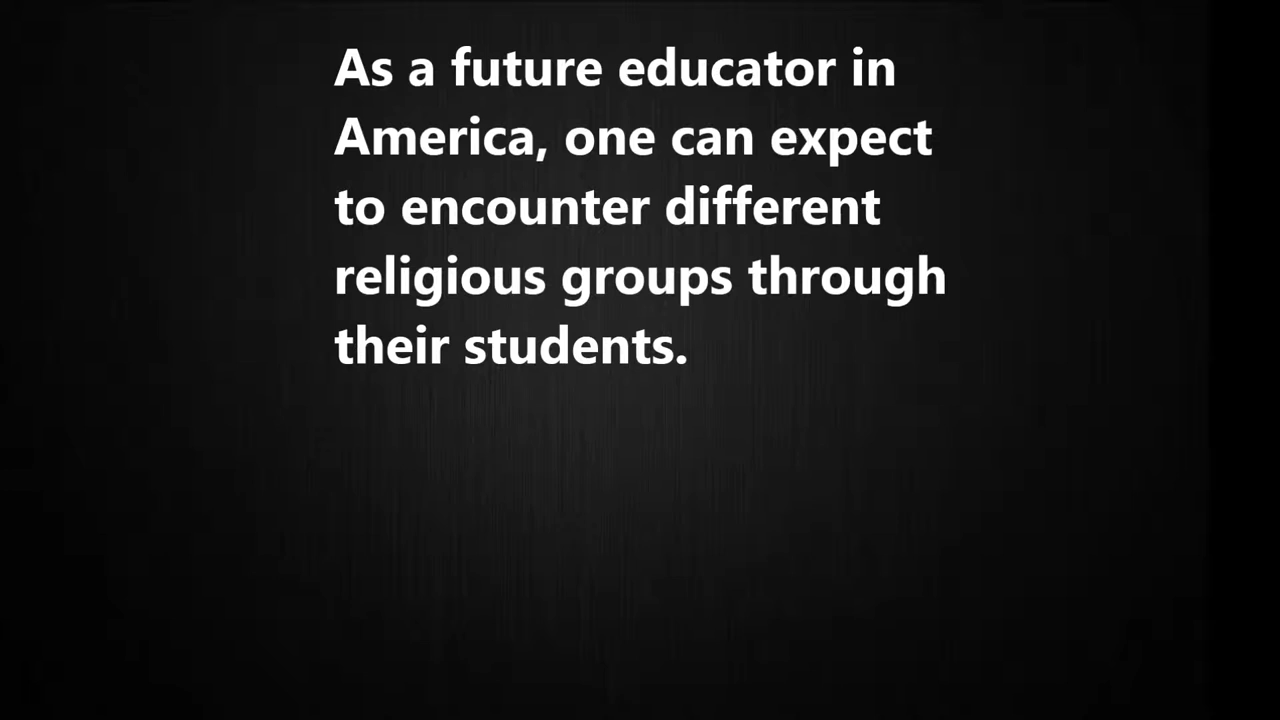 As a future educator in
America, one can expect
to encounter different
religious groups through
their students.